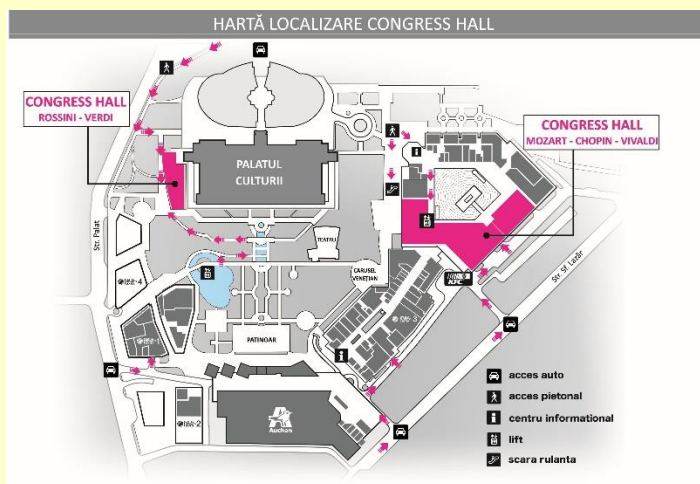 HARTĂ LOCALIZARE CONGRESS HALL
CONGRESS HALL
ROSSINI - VERDI
CONGRESS HALL
MOZART - CHOPIN - VIVALDI
PALATUL
CULTURII
TEATRU
CARUSEL
VENEȚIAN
Str. Palat
Str. Sf. Lazăr
KFC
PATINOAR
Auchan
acces auto
acces pietonal
centru informational
lift
scara rulanta